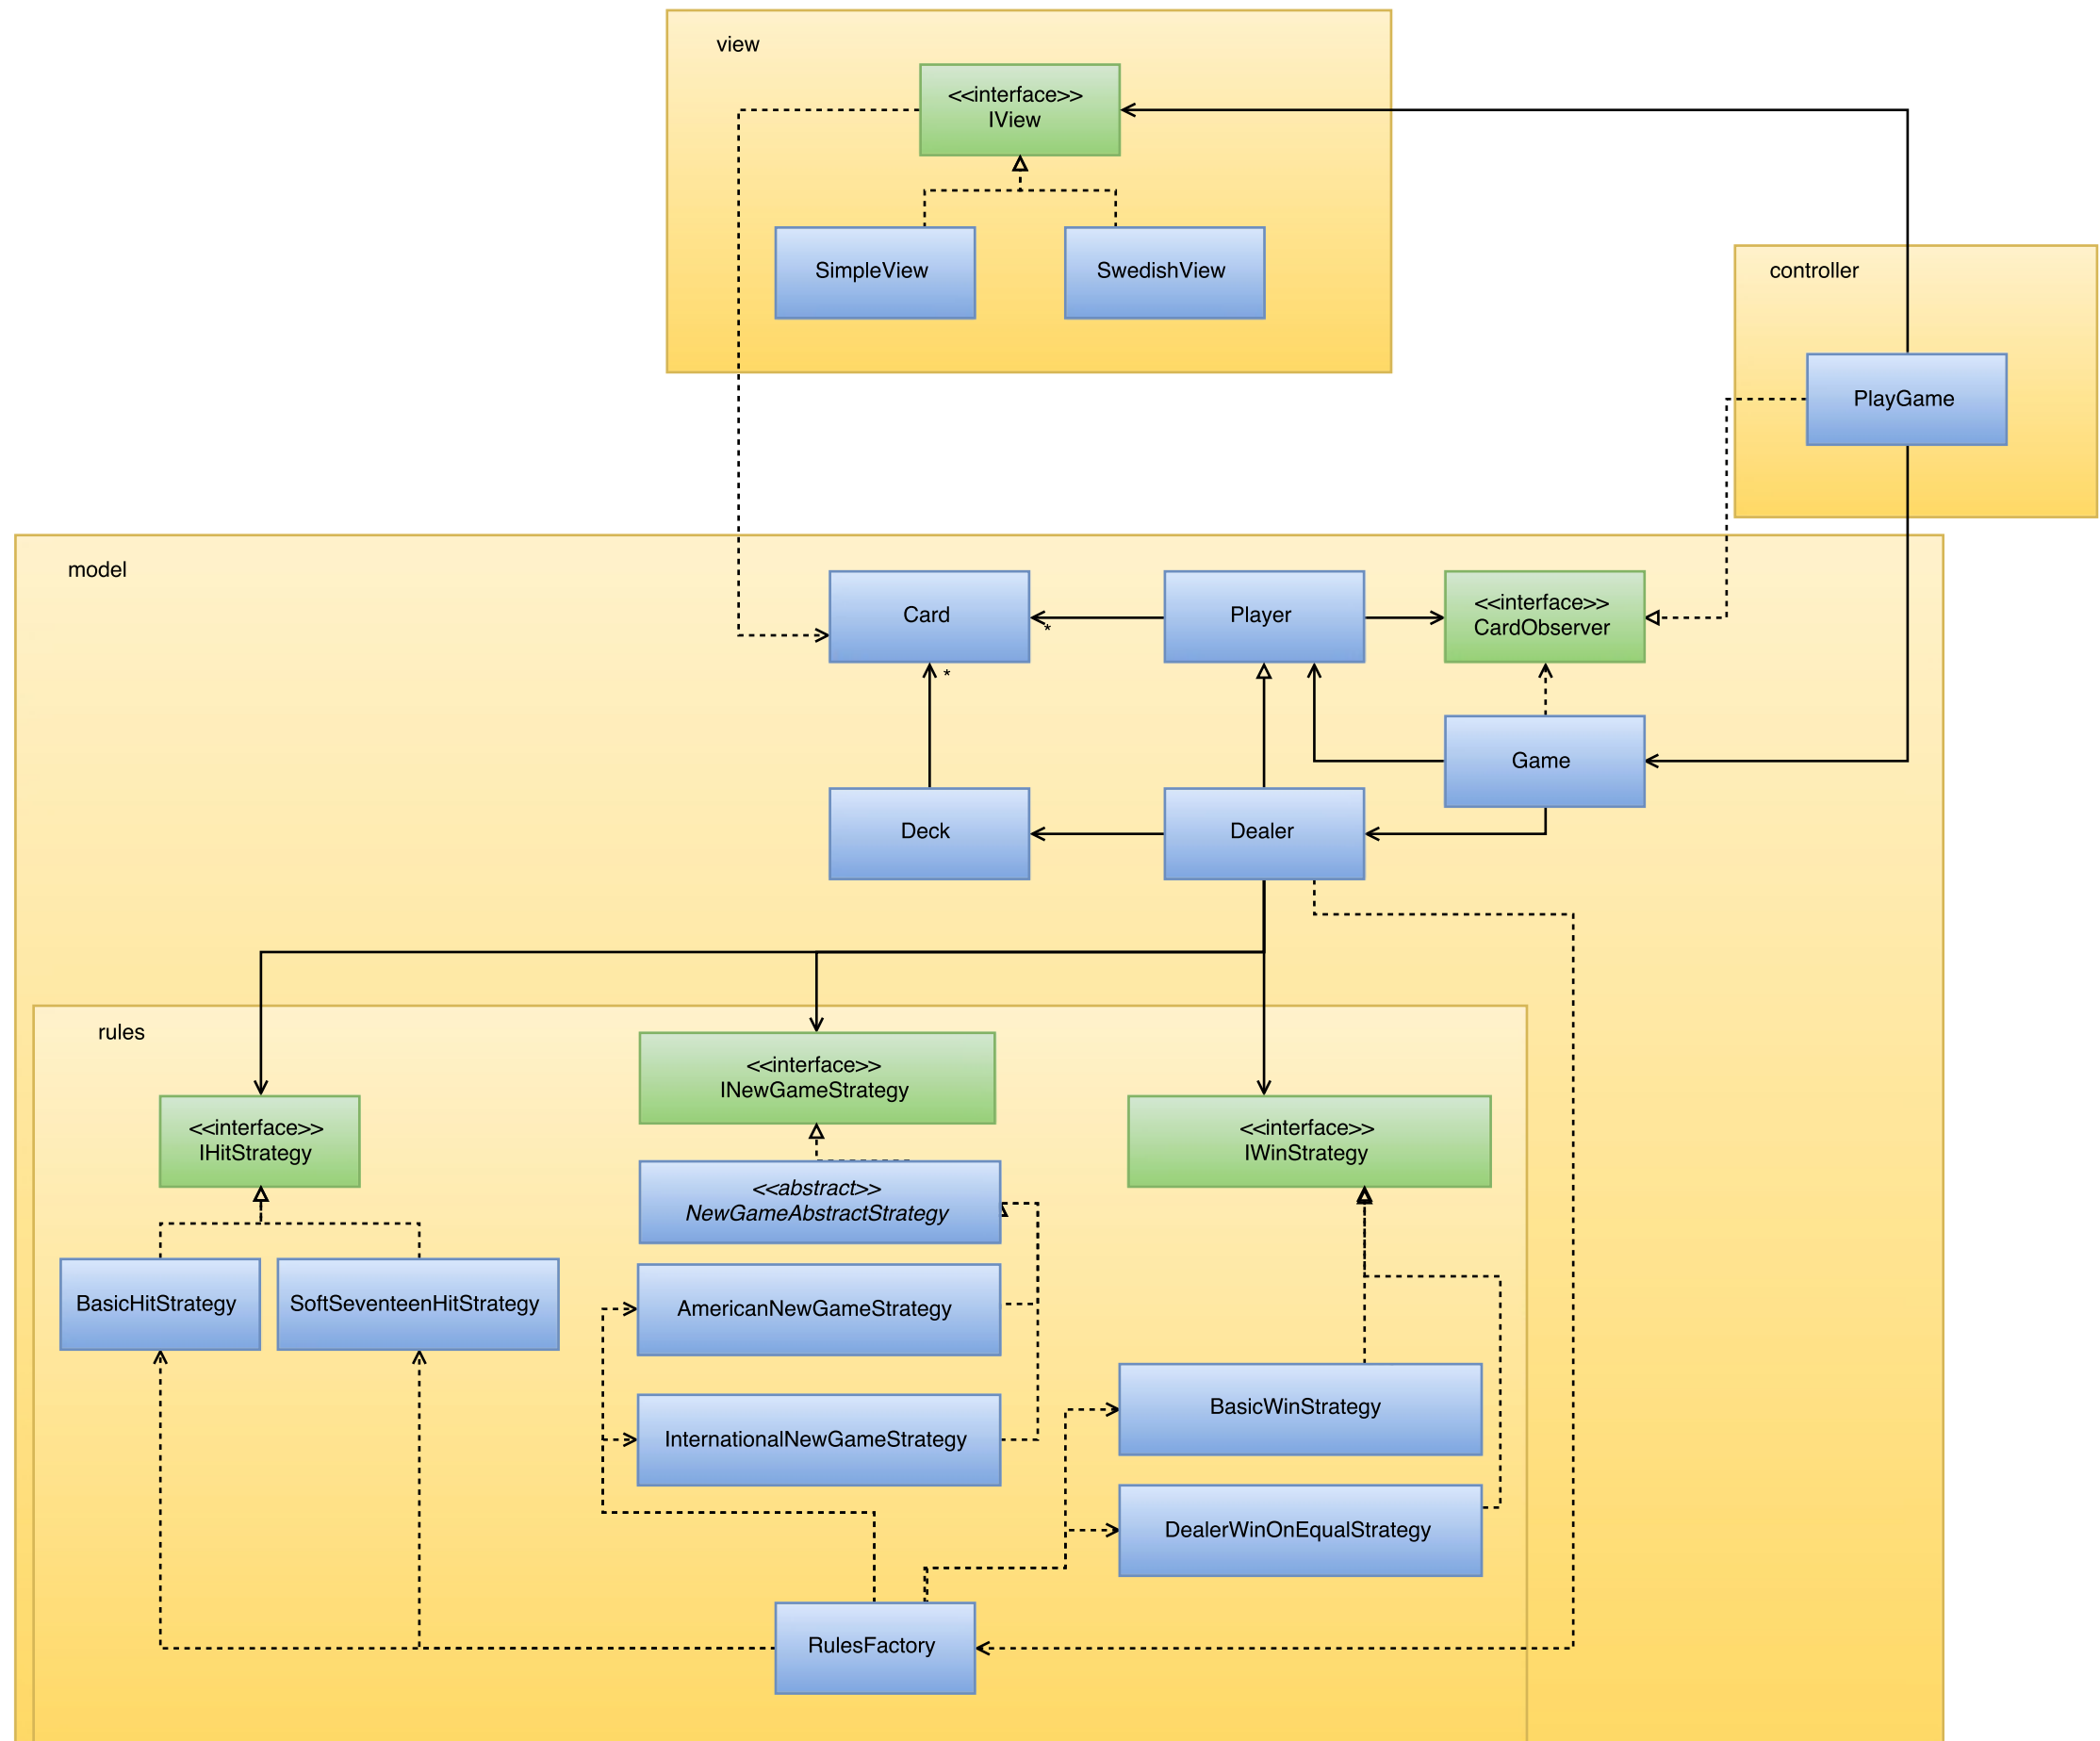 view
<<interface>>
IView
SimpleView
SwedishView
controller
PlayGame
model
Card
*
Player
<<interface>>
CardObserver
*
Game
Deck
Dealer
rules
<<interface>>
INewGameStrategy
<<interface>>
IHitStrategy
<<interface>>
IWinStrategy
<<abstract>>
NewGameAbstractStrategy
BasicHitStrategy
SoftSeventeenHitStrategy
AmericanNewGameStrategy
BasicWinStrategy
InternationalNewGameStrategy
DealerWinOnEqualStrategy
RulesFactory